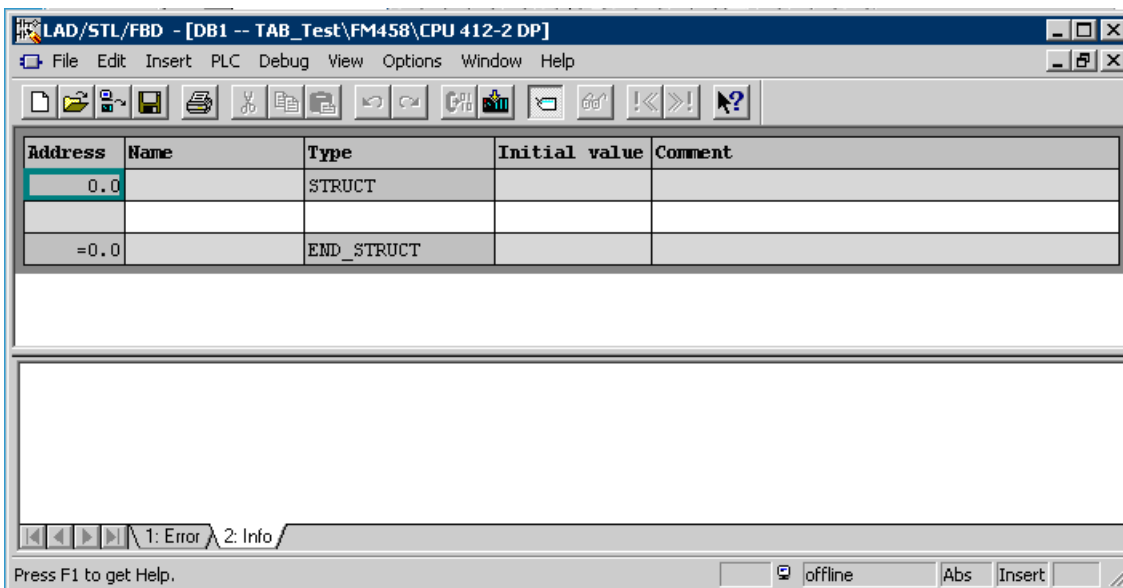 LAD/STL/FBD - [DB1 -- TAB_Test\FM458\CPU 412-2 DP]
File Edit Insert PLC Debug View Options Window Help
Address Name Type Initial value Comment
0.0 STRUCT
=0.0 END_STRUCT
1: Error 2: Info
Press F1 to get Help. offline Abs Insert